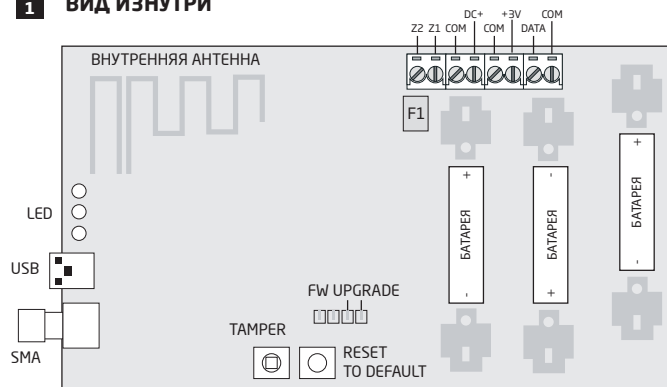 1 ВИД ИЗНУТРИ
DC+ +3V COM
Z2 Z1 COM COM DATA
ВНУТРЕННЯЯ АНТЕННА
F1
+ - +
БАТАРЕЯ БАТАРЕЯ БАТАРЕЯ
- + -
LED
USB
FW UPGRADE
TAMPER
SMA
RESET
TO DEFAULT